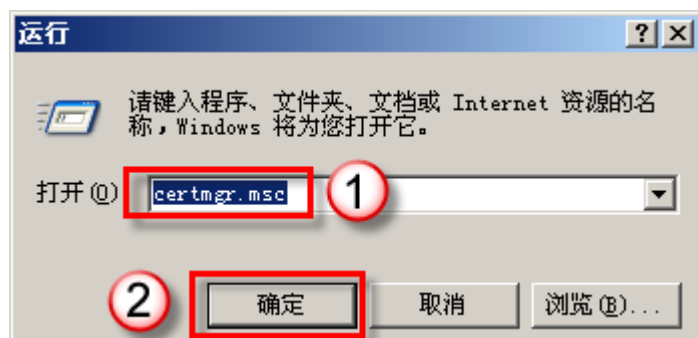 运行
请键入程序、文件夹、文档或 Internet 资源的名
称，Windows 将为您打开它。
打开(O) certmgr.msc 1
2 确定 取消 浏览(B)...